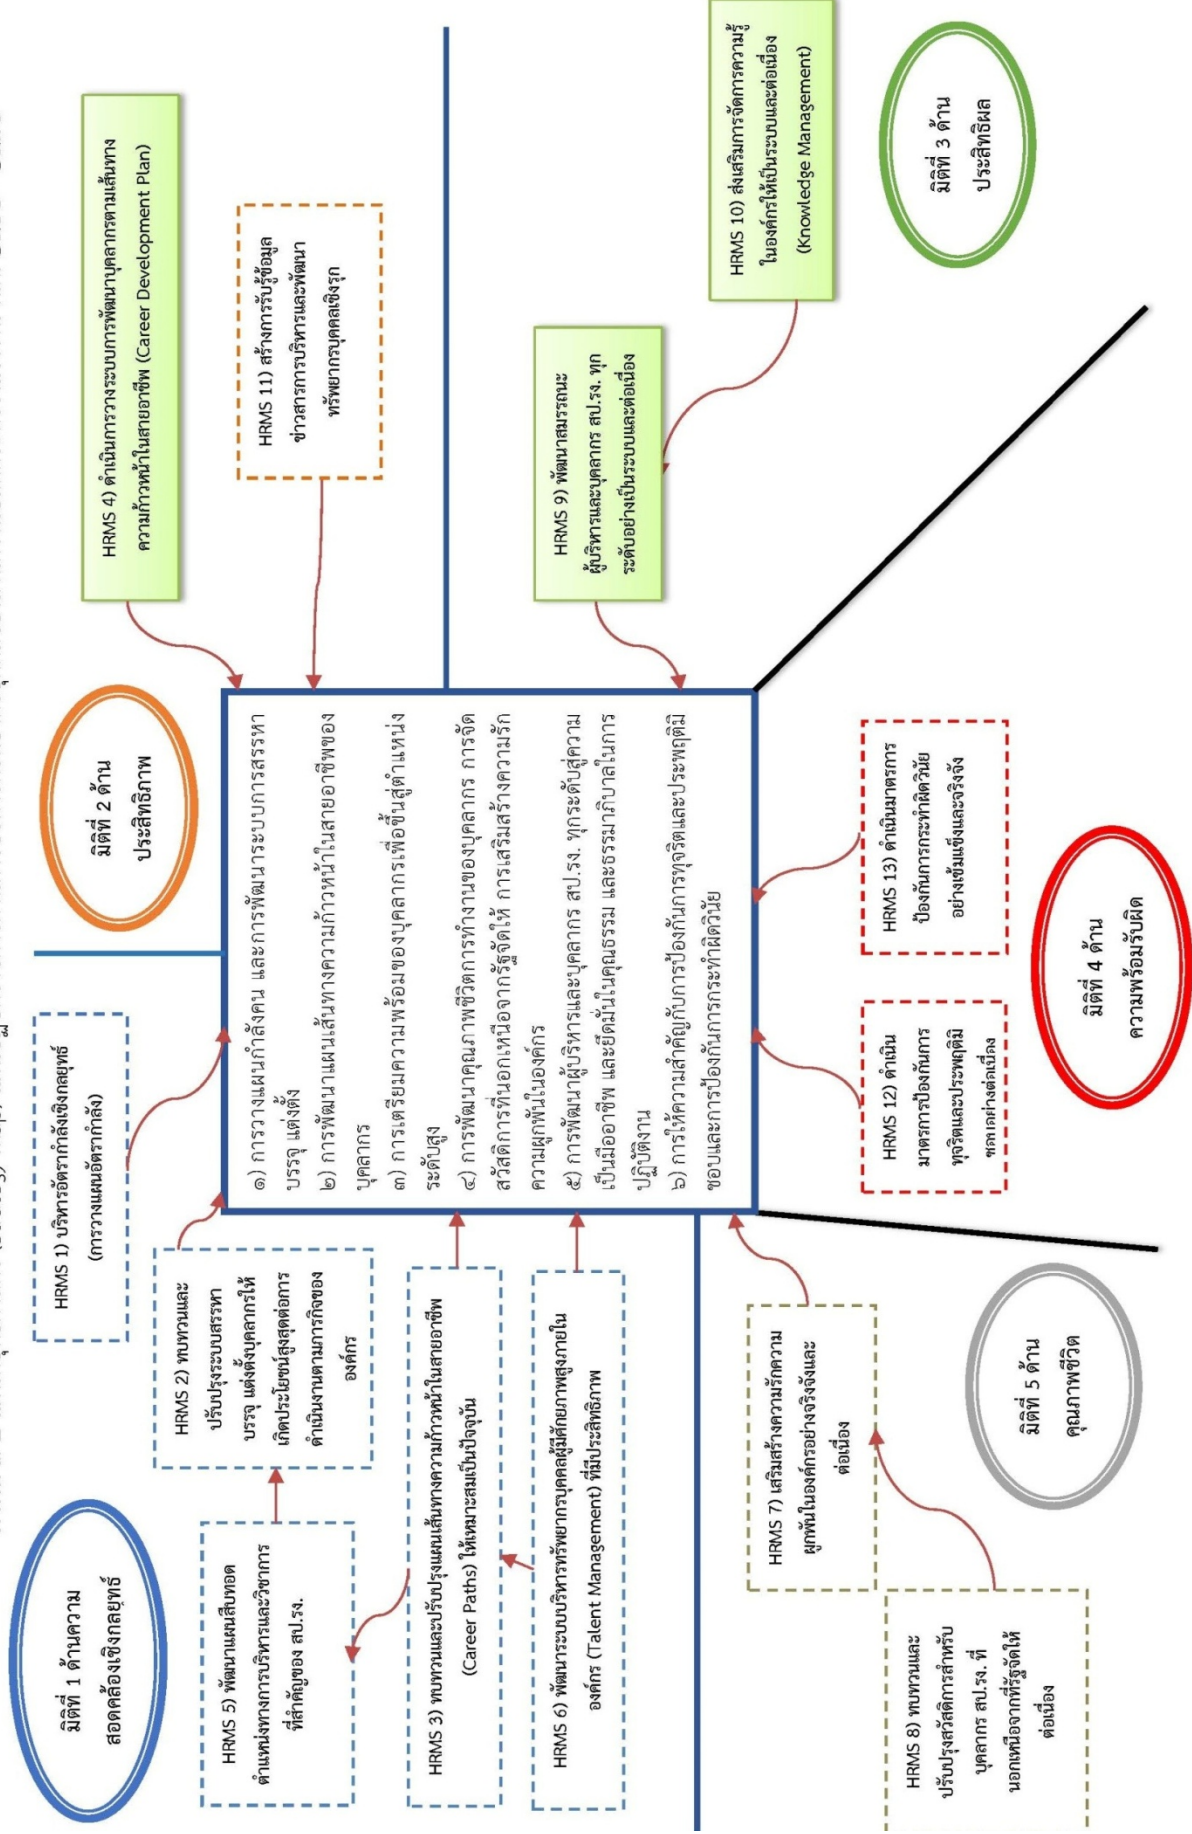 มิติที่ 1 ด้านความ
สอดคล้องเชิงกลยุทธ์
HRMS 1) บริหารอัตรากำลังเชิงกลยุทธ์
(การวางแผนอัตรากำลัง)
มิติที่ 2 ด้าน
ประสิทธิภาพ
HRMS 4) ดำเนินการวางระบบการพัฒนาบุคลากรตามเส้นทาง
ความก้าวหน้าในสายอาชีพ (Career Development Plan)
HRMS 5) พัฒนาแผนสืบทอด
ตำแหน่งทางการบริหารและวิชาการ
ที่สำคัญของ สป.รง.
HRMS 2) ทบทวนและ
ปรับปรุงระบบสรรหา
บรรจุ แต่งตั้งบุคลากรให้
เกิดประโยชน์สูงสุดต่อการ
ดำเนินงานตามภารกิจของ
องค์กร
HRMS 11) สร้างการรับรู้ข้อมูล
ข่าวสารการบริหารและพัฒนา
ทรัพยากรบุคคลเชิงรุก
HRMS 3) ทบทวนและปรับปรุงแผนเส้นทางความก้าวหน้าในสายอาชีพ
(Career Paths) ให้เหมาะสมเป็นปัจจุบัน
HRMS 6) พัฒนาระบบบริหารทรัพยากรบุคคลผู้มีศักยภาพสูงภายใน
องค์กร (Talent Management) ที่มีประสิทธิภาพ
๑) การวางแผนกำลังคน และการพัฒนาระบบการสรรหา
บรรจุ แต่งตั้ง
๒) การพัฒนาแผนเส้นทางความก้าวหน้าในสายอาชีพของ
บุคลากร
๓) การเตรียมความพร้อมของบุคลากรเพื่อขึ้นสู่ตำแหน่ง
ระดับสูง
๔) การพัฒนาคุณภาพชีวิตการทำงานของบุคลากร การจัด
สวัสดิการที่นอกเหนือจากรัฐจัดให้ การเสริมสร้างความรัก
ความผูกพันในองค์กร
๕) การพัฒนาผู้บริหารและบุคลากร สป.รง. ทุกระดับสู่ความ
เป็นมืออาชีพ และยึดมั่นในคุณธรรม และธรรมาภิบาลในการ
ปฏิบัติงาน
๖) การให้ความสำคัญกับการป้องกันการทุจริตและประพฤติมิ
ชอบและการป้องกันการกระทำผิดวินัย
HRMS 9) พัฒนาสมรรถนะ
ผู้บริหารและบุคลากร สป.รง. ทุก
ระดับอย่างเป็นระบบและต่อเนื่อง
HRMS 10) ส่งเสริมการจัดการความรู้
ในองค์กรให้เป็นระบบและต่อเนื่อง
(Knowledge Management)
มิติที่ 3 ด้าน
ประสิทธิผล
HRMS 7) เสริมสร้างความรักความ
ผูกพันในองค์กรอย่างจริงจังและ
ต่อเนื่อง
HRMS 8) ทบทวนและ
ปรับปรุงสวัสดิการสำหรับ
บุคลากร สป.รง. ที่
นอกเหนือจากที่รัฐจัดให้
ต่อเนื่อง
มิติที่ 5 ด้าน
คุณภาพชีวิต
HRMS 12) ดำเนิน
มาตรการป้องกันการ
ทุจริตและประพฤติมิ
ชอบอย่างต่อเนื่อง
HRMS 13) ดำเนินมาตรการ
ป้องกันการกระทำผิดวินัย
อย่างเข้มแข็งและจริงจัง
มิติที่ 4 ด้าน
ความพร้อมรับผิด